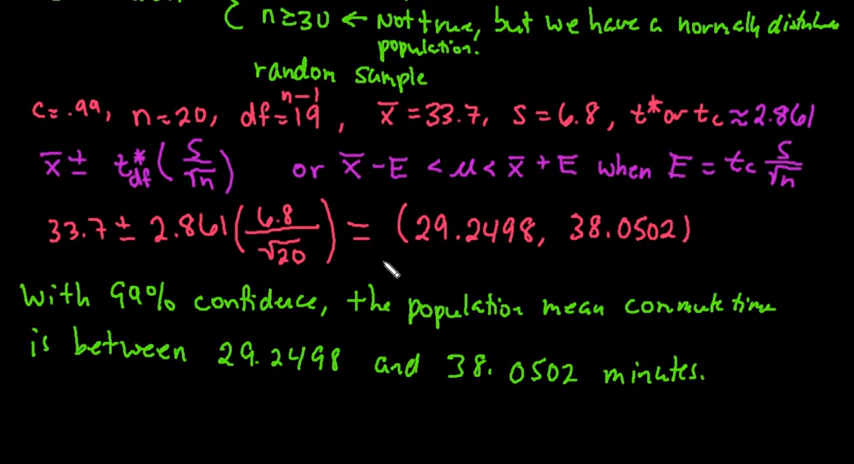 { n≥30 ← Not true, but we have a normally distribute
population.
random sample
n-1
c=.99, n=20, df=19, x̄=33.7, s=6.8, t* or tc≈2.861
x̄ ± t*df (s/√n) or x̄-E < μ < x̄+E when E = tc s/√n
33.7 ± 2.861 (6.8/√20) = (29.2498, 38.0502)
With 99% confidence, the population mean commute time
is between 29.2498 and 38.0502 minutes.